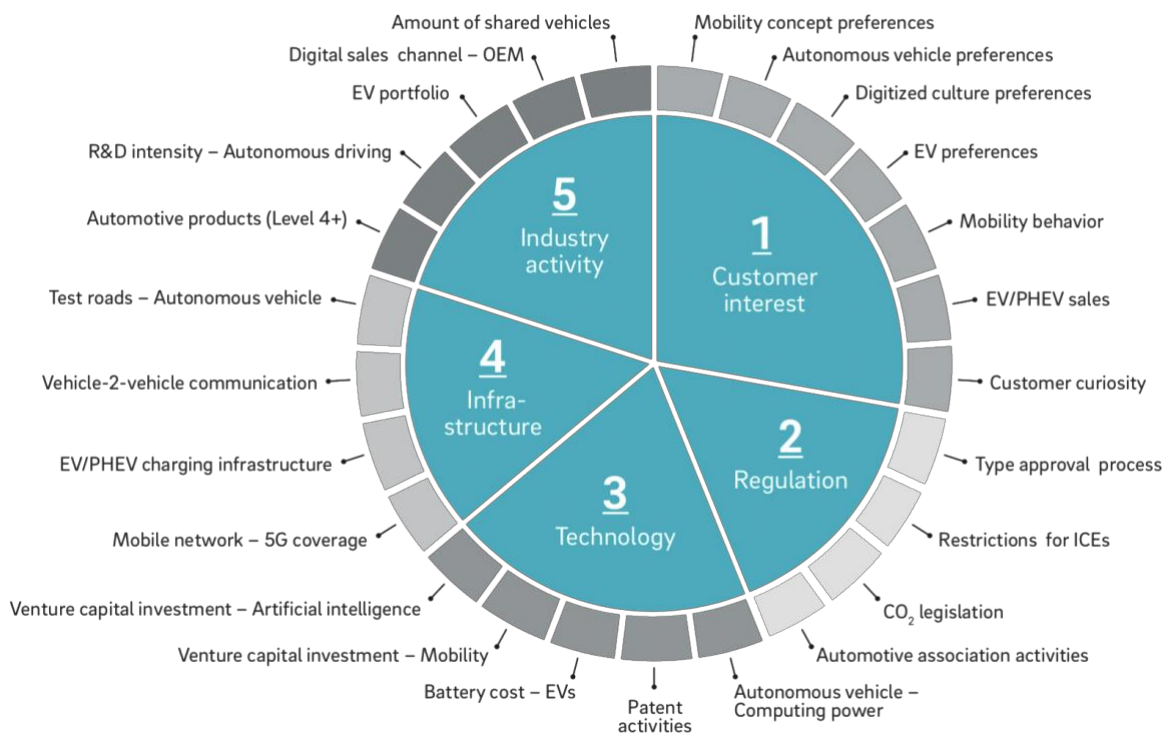 Amount of shared vehicles
Digital sales channel – OEM
EV portfolio
R&D intensity – Autonomous driving
Automotive products (Level 4+)
Test roads – Autonomous vehicle
Vehicle-2-vehicle communication
EV/PHEV charging infrastructure
Mobile network – 5G coverage
Venture capital investment – Artificial intelligence
Venture capital investment – Mobility
Battery cost – EVs
Patent
activities
Autonomous vehicle –
Computing power
Automotive association activities
CO₂ legislation
Restrictions for ICEs
Type approval process
Customer curiosity
EV/PHEV sales
Mobility behavior
EV preferences
Digitized culture preferences
Autonomous vehicle preferences
Mobility concept preferences
1
Customer
interest
2
Regulation
3
Technology
4
Infra-
structure
5
Industry
activity